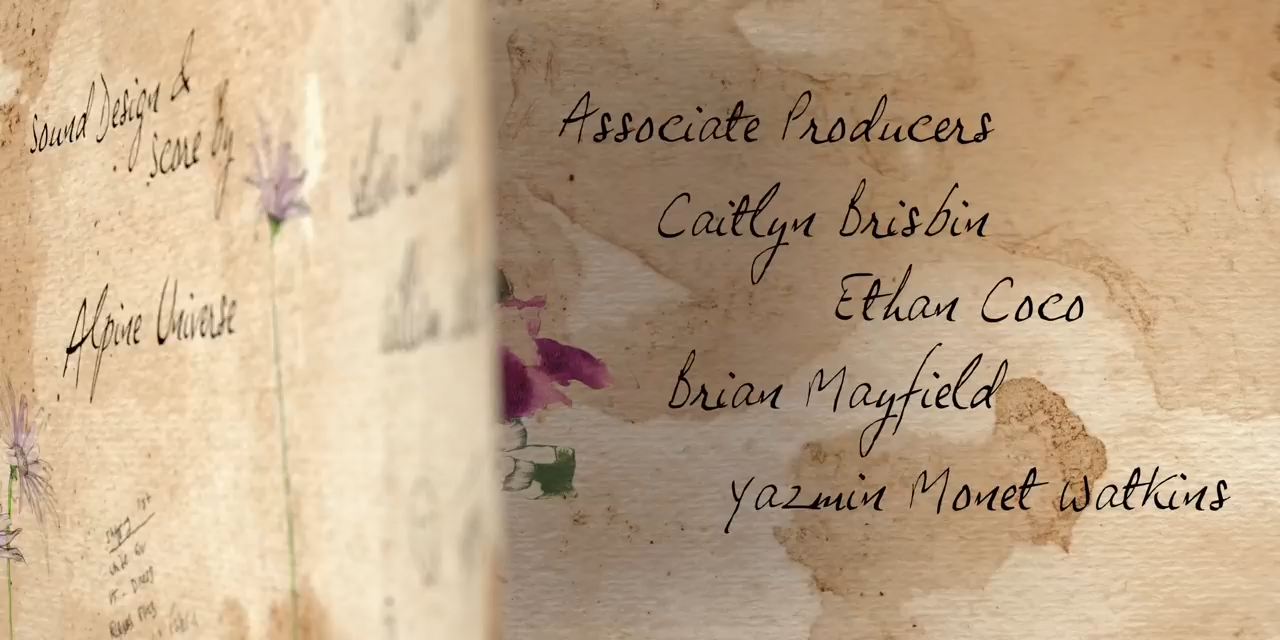 Sound Design &
Score by
Alpine Universe
Associate Producers
Caitlyn Brisbin
Ethan Coco
Brian Mayfield
Yazmin Monet Watkins